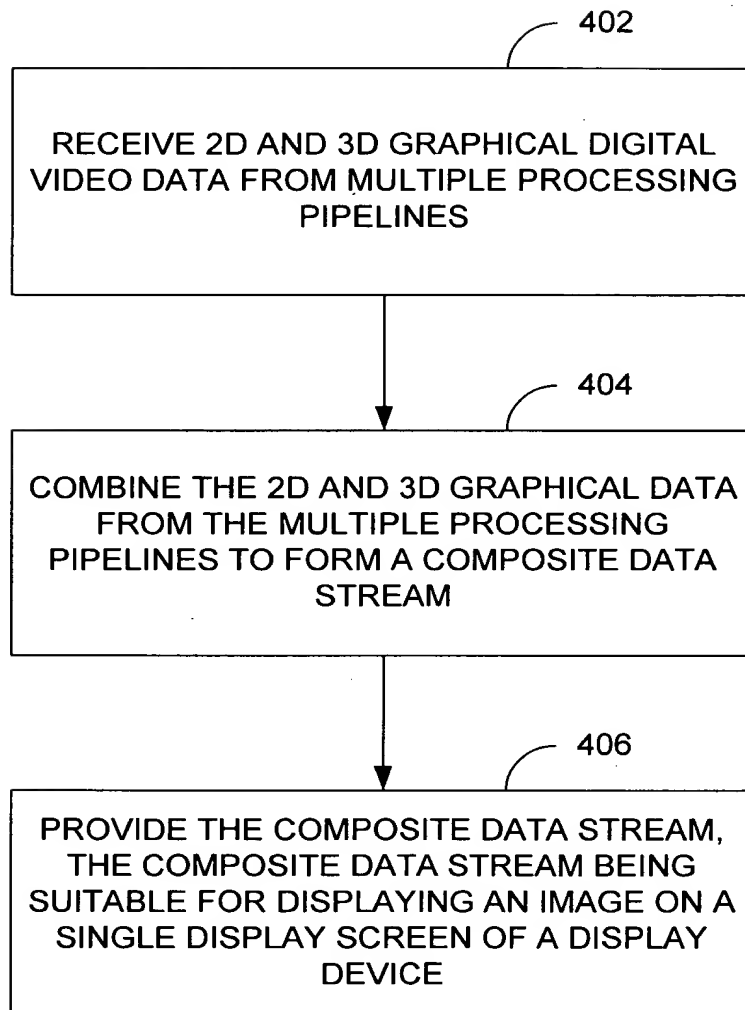 402
RECEIVE 2D AND 3D GRAPHICAL DIGITAL
VIDEO DATA FROM MULTIPLE PROCESSING
PIPELINES
404
COMBINE THE 2D AND 3D GRAPHICAL DATA
FROM THE MULTIPLE PROCESSING
PIPELINES TO FORM A COMPOSITE DATA
STREAM
406
PROVIDE THE COMPOSITE DATA STREAM,
THE COMPOSITE DATA STREAM BEING
SUITABLE FOR DISPLAYING AN IMAGE ON A
SINGLE DISPLAY SCREEN OF A DISPLAY
DEVICE